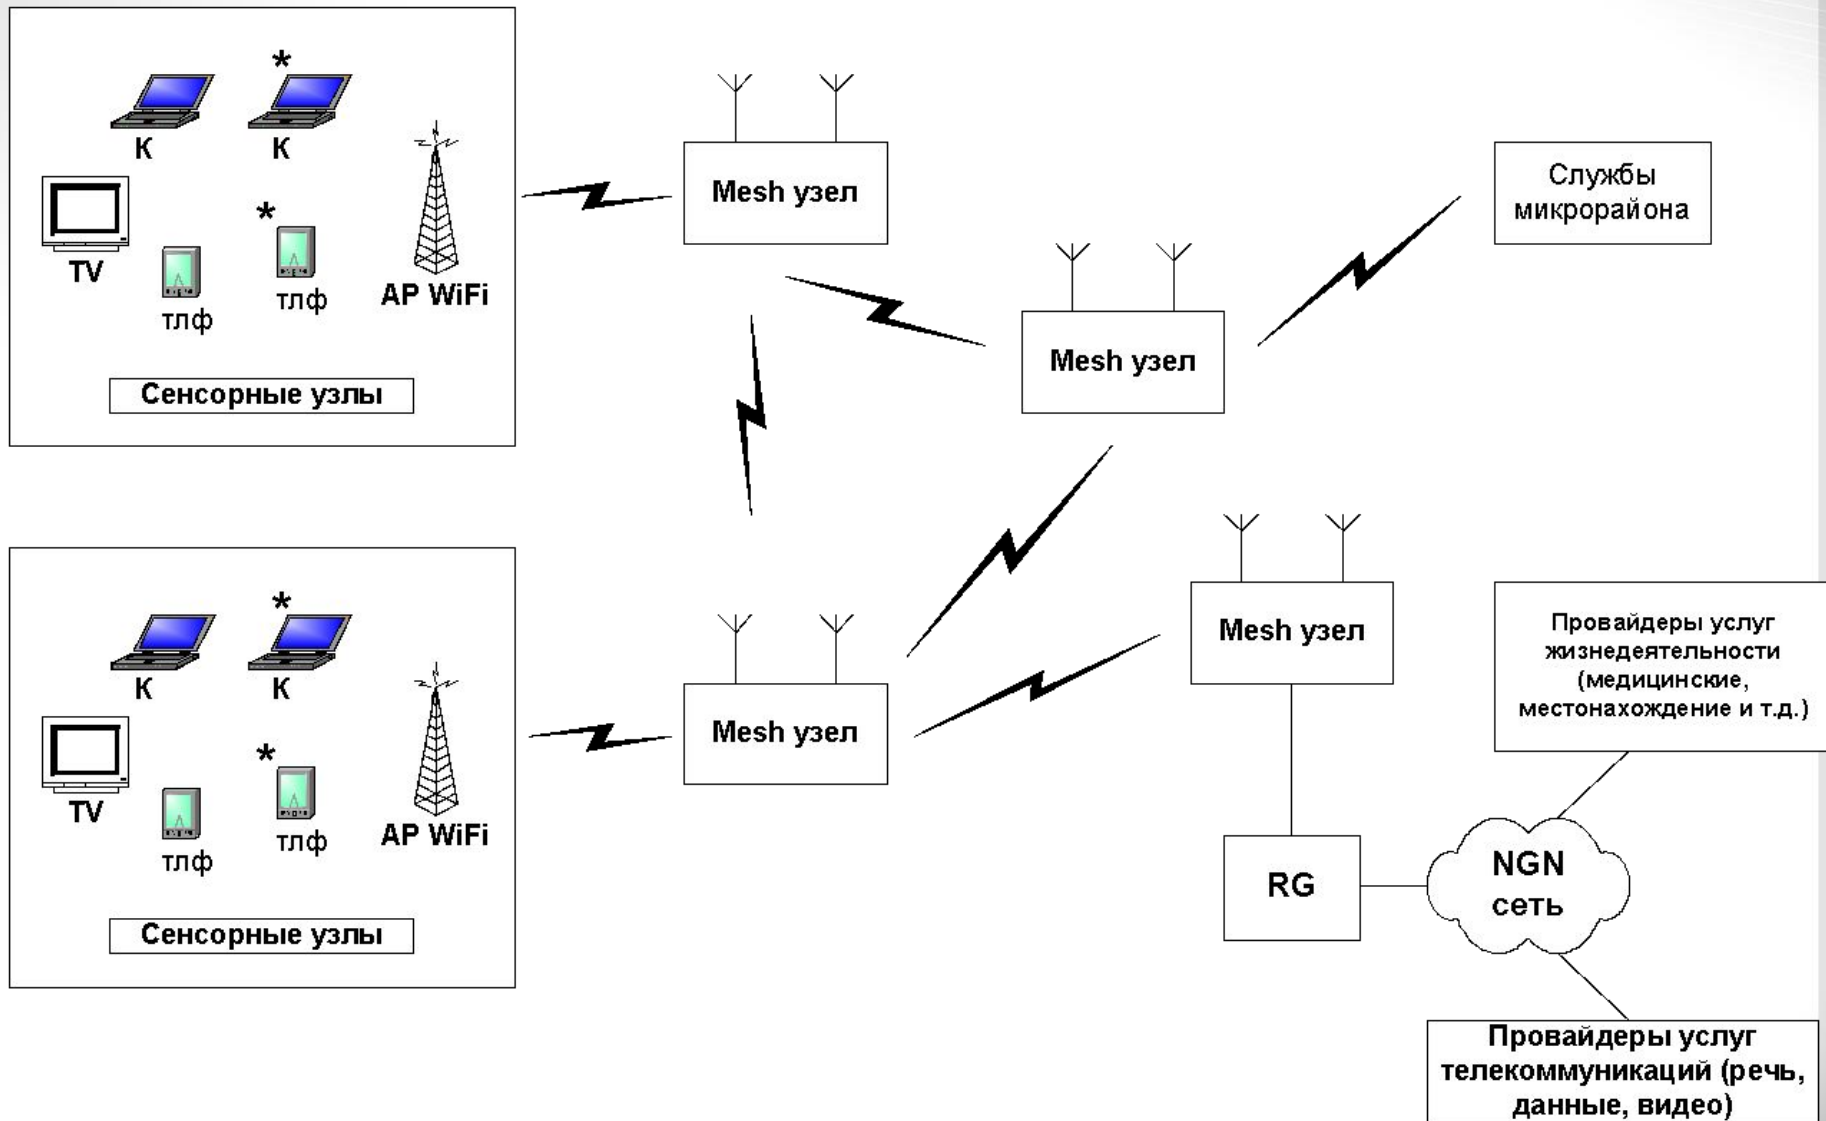 *
К
К
*
TV
тлф
тлф
AP WiFi
Сенсорные узлы
Mesh узел
Mesh узел
Службы
микрорайона
*
К
К
*
TV
тлф
тлф
AP WiFi
Сенсорные узлы
Mesh узел
Mesh узел
RG
NGN
сеть
Провайдеры услуг
жизнедеятельности
(медицинские,
местонахождение и т.д.)
Провайдеры услуг
телекоммуникаций (речь,
данные, видео)